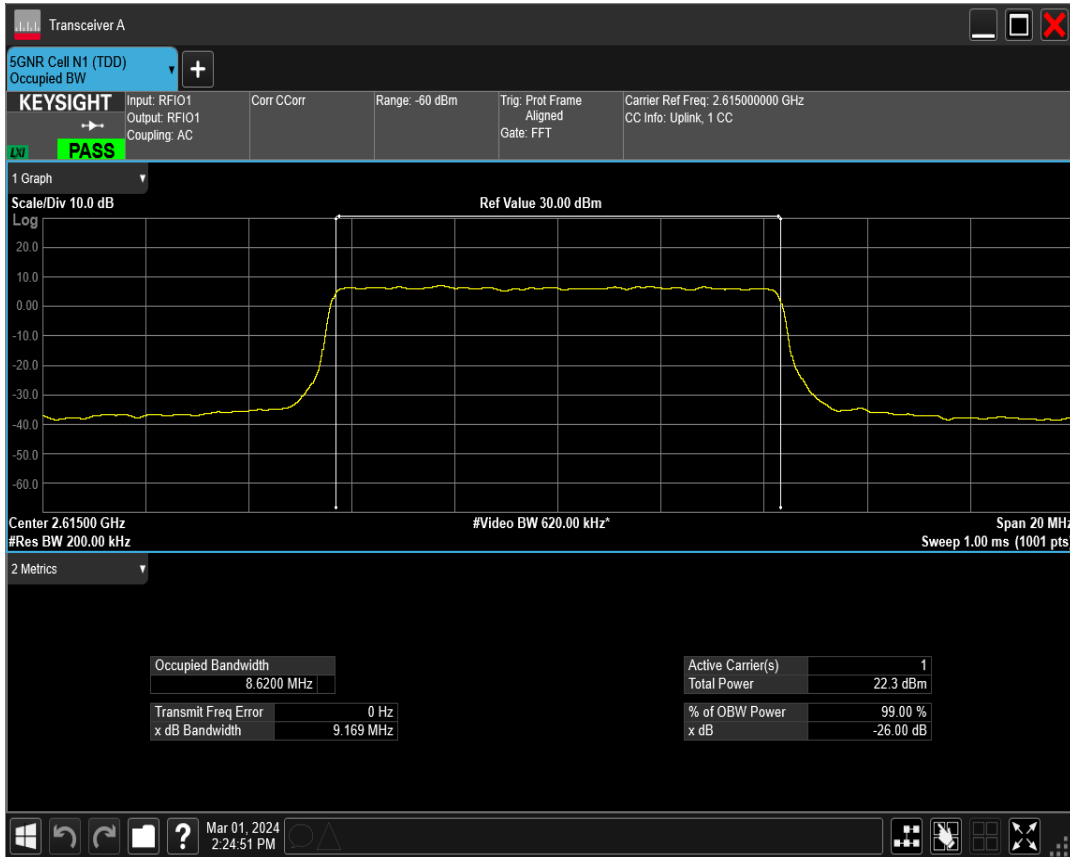 Transceiver A
5GNR Cell N1 (TDD)
Occupied BW
+
KEYSIGHT
LXI
PASS
Input: RFIO1
Output: RFIO1
Coupling: AC
Corr CCorr
Range: -60 dBm
Trig: Prot Frame
Aligned
Gate: FFT
Carrier Ref Freq: 2.615000000 GHz
CC Info: Uplink, 1 CC
1 Graph
Scale/Div 10.0 dB
Ref Value 30.00 dBm
Log
20.0
10.0
0.00
-10.0
-20.0
-30.0
-40.0
-50.0
-60.0
Center 2.61500 GHz
#Video BW 620.00 kHz*
Span 20 MHz
#Res BW 200.00 kHz
Sweep 1.00 ms (1001 pts)
2 Metrics
Occupied Bandwidth
8.6200 MHz
Transmit Freq Error 0 Hz
x dB Bandwidth 9.169 MHz
Active Carrier(s) 1
Total Power 22.3 dBm
% of OBW Power 99.00 %
x dB -26.00 dB
?
Mar 01, 2024
2:24:51 PM